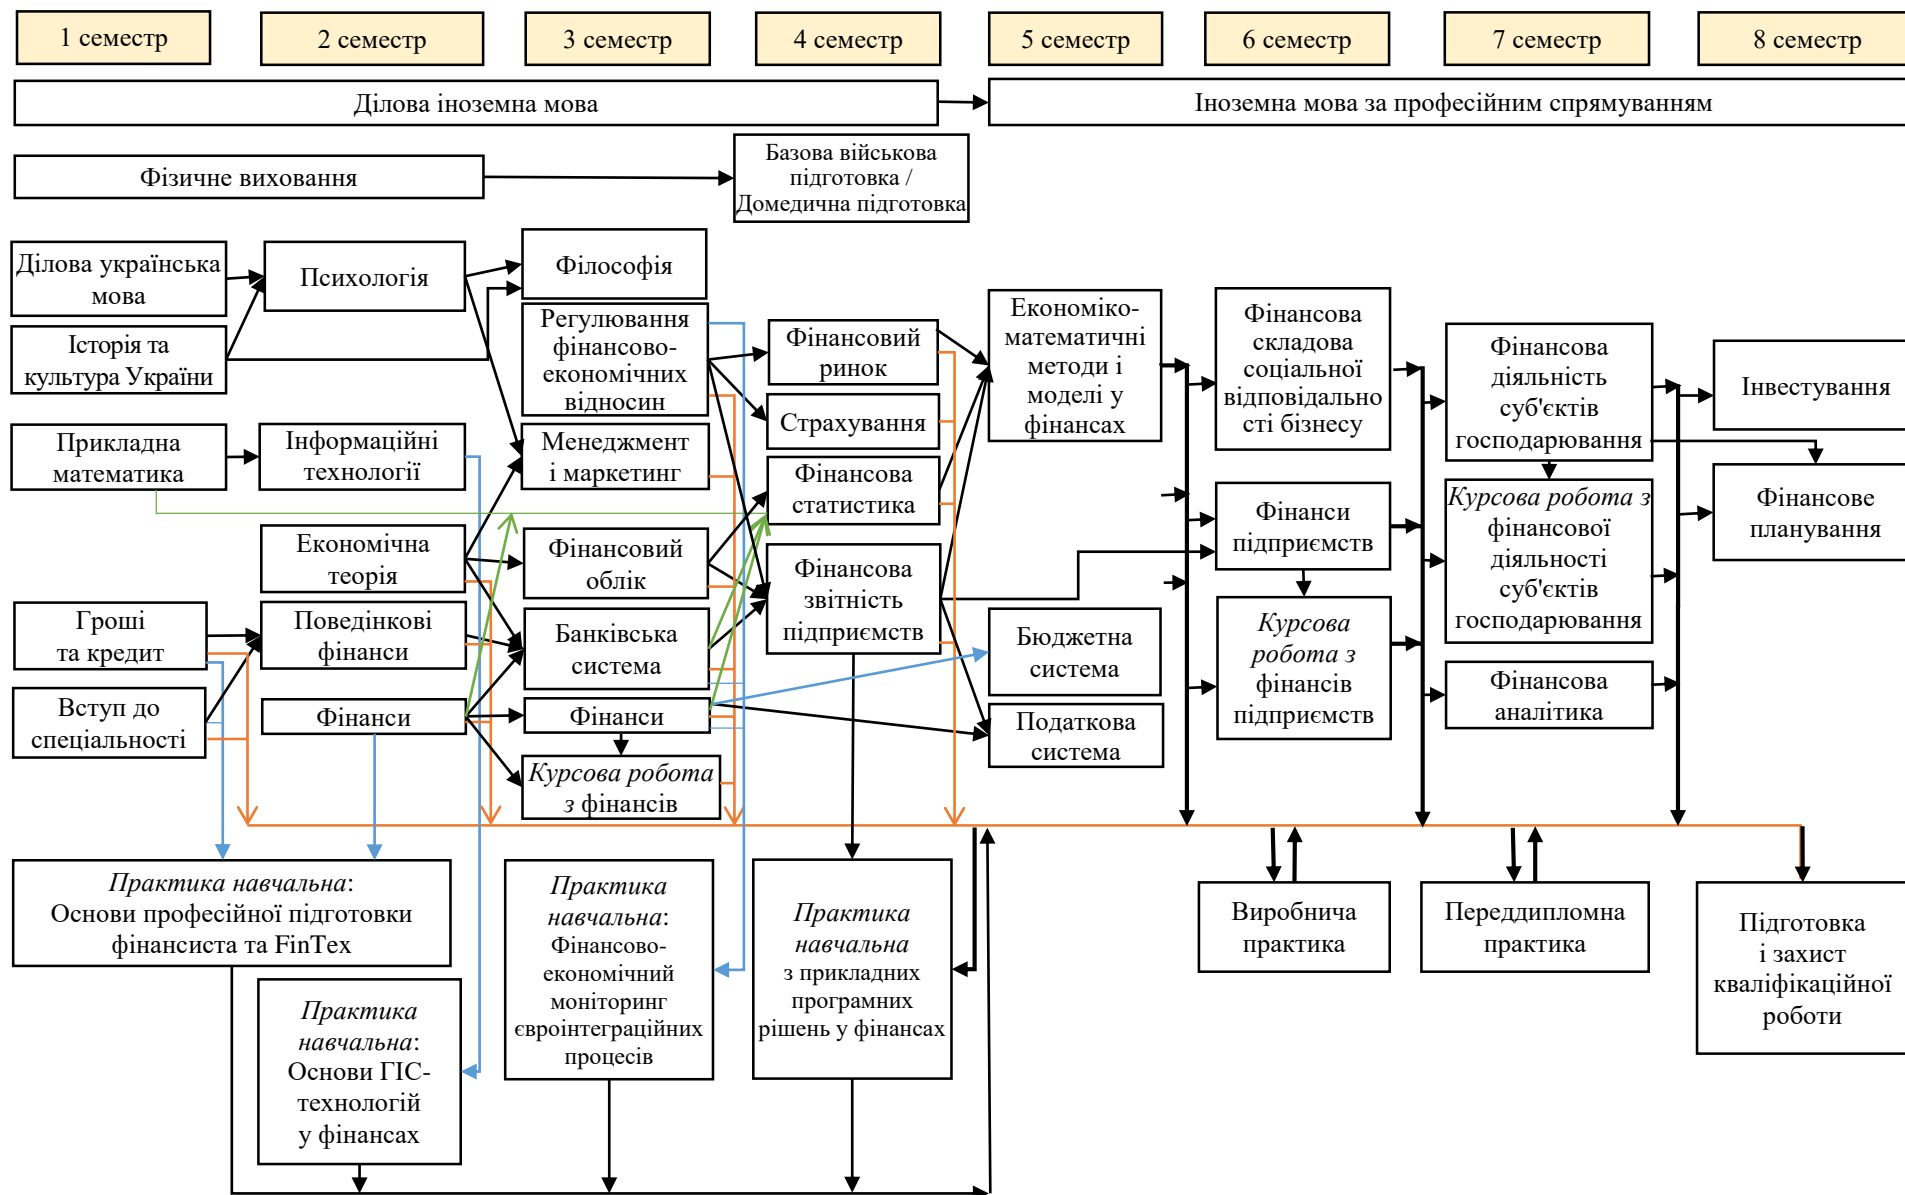 1 семестр
2 семестр
3 семестр
4 семестр
5 семестр
6 семестр
7 семестр
8 семестр
Ділова іноземна мова
Іноземна мова за професійним спрямуванням
Фізичне виховання
Базова військова
підготовка /
Домедична підготовка
Ділова українська
мова
Історія та
культура України
Прикладна
математика
Гроші
та кредит
Вступ до
спеціальності
Психологія
Інформаційні
технології
Економічна
теорія
Поведінкові
фінанси
Фінанси
Філософія
Регулювання
фінансово-
економічних
відносин
Менеджмент
і маркетинг
Фінансовий
облік
Банківська
система
Фінанси
Курсова робота
з фінансів
Фінансовий
ринок
Страхування
Фінансова
статистика
Фінансова
звітність
підприємств
Економіко-
математичні
методи і
моделі у
фінансах
Бюджетна
система
Податкова
система
Фінансова
складова
соціальної
відповідально
сті бізнесу
Фінанси
підприємств
Курсова
робота з
фінансів
підприємств
Фінансова
діяльність
суб'єктів
господарювання
Курсова робота з
фінансової
діяльності
суб'єктів
господарювання
Фінансова
аналітика
Інвестування
Фінансове
планування
Практика навчальна:
Основи професійної підготовки
фінансиста та FinTex
Практика
навчальна:
Основи ГІС-
технологій
у фінансах
Практика
навчальна:
Фінансово-
економічний
моніторинг
євроінтеграційних
процесів
Практика
навчальна
з прикладних
програмних
рішень у фінансах
Виробнича
практика
Переддипломна
практика
Підготовка
і захист
кваліфікаційної
роботи